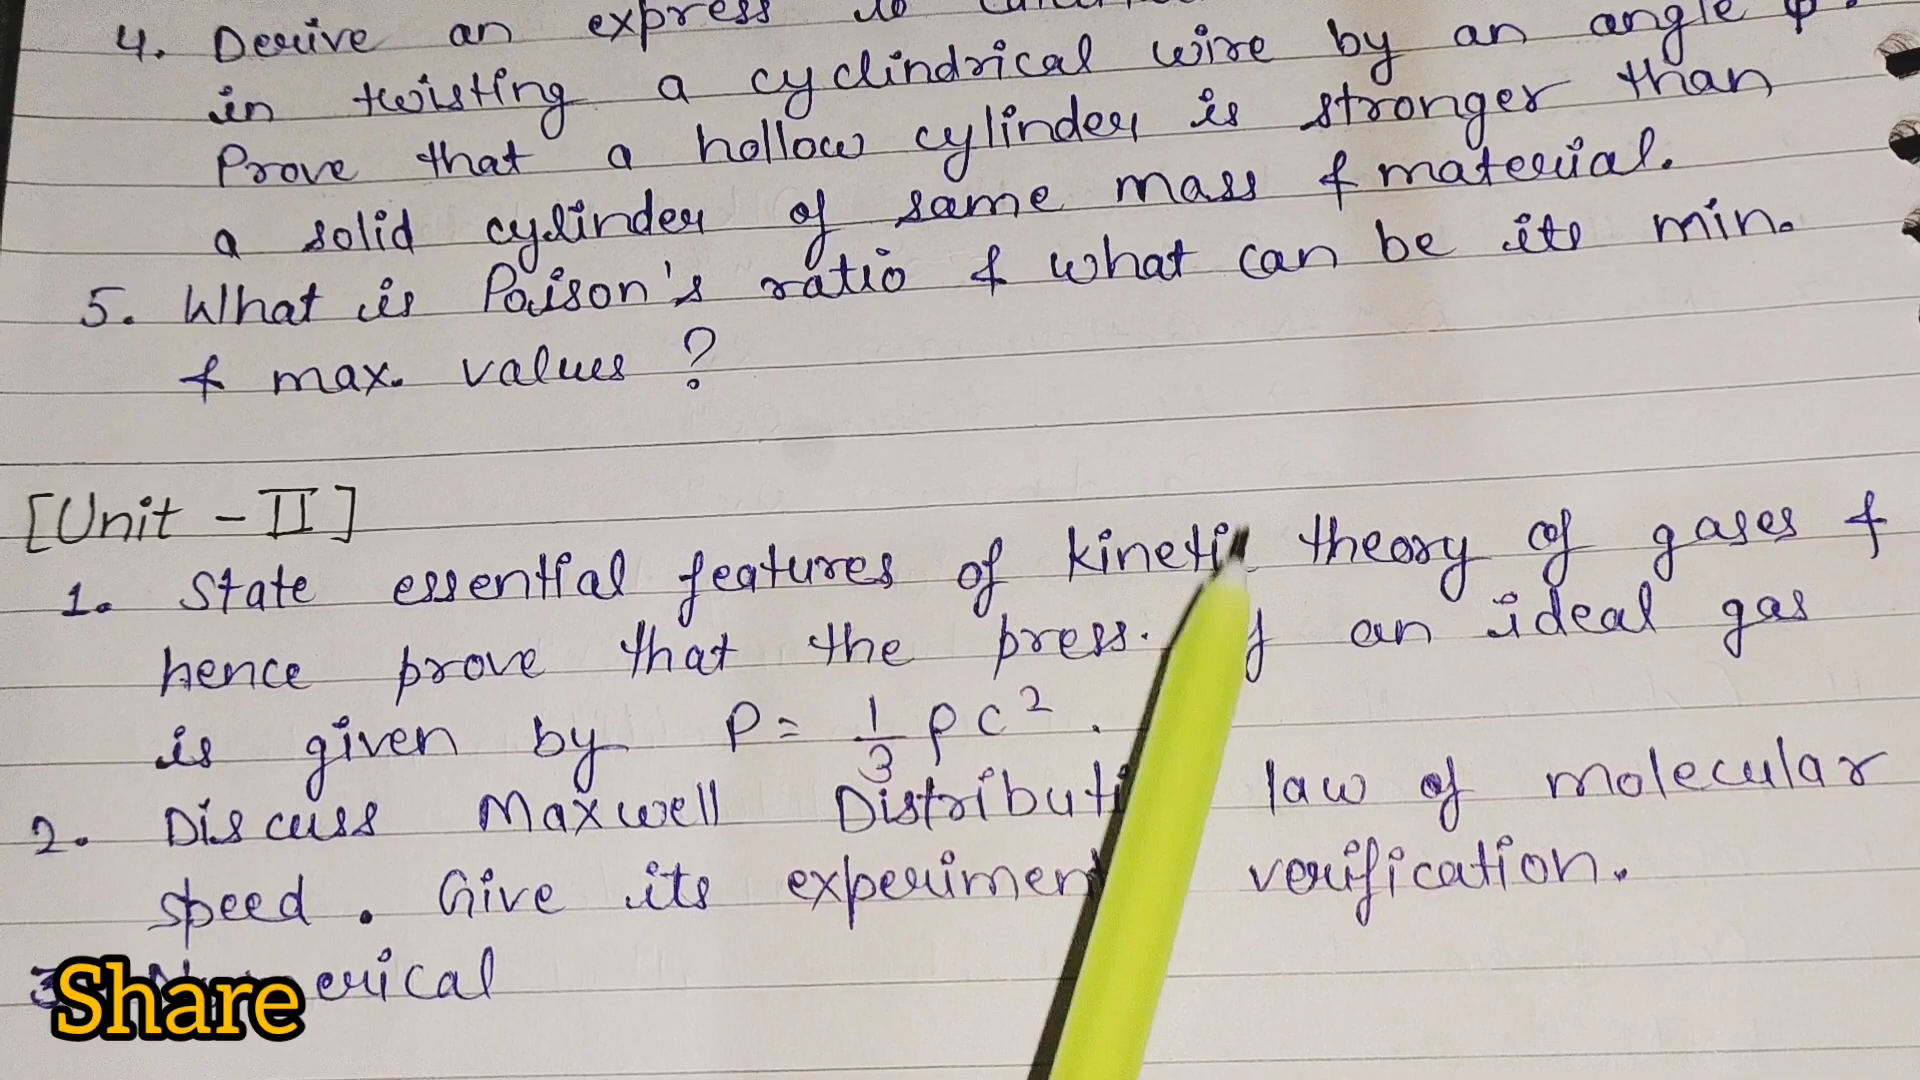 4. Derive an express
in twisting a cyclindrical wire by an angle φ.
Prove that a hollow cylinder is stronger than
a solid cylinder of same mass & material.
5. What is Poison's ratio & what can be its min.
& max. values ?
[Unit - II]
1. State essential features of kinetic theory of gases &
hence prove that the press. of an ideal gas
is given by P = 1/3 ρc².
2. Discuss Maxwell Distributi law of molecular
speed. Give its experimen verification.
3. erical
Share